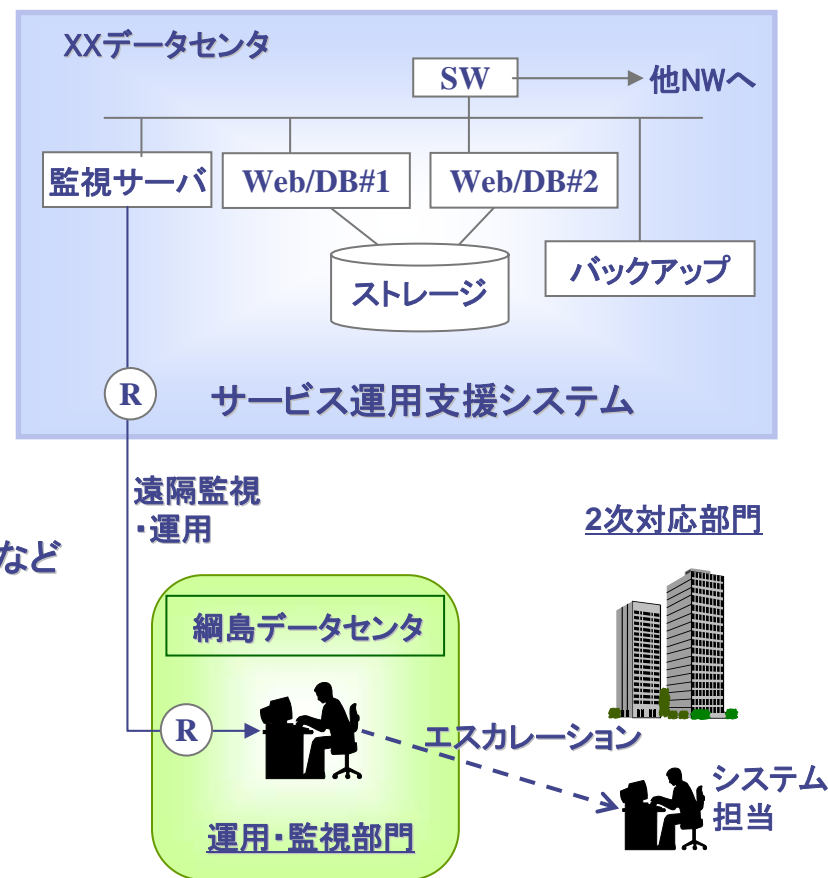 XXデータセンタ
SW
他NWへ
監視サーバ
Web/DB#1
Web/DB#2
ストレージ
バックアップ
R
サービス運用支援システム
遠隔監視
・運用
など
2次対応部門
綱島データセンタ
R
エスカレーション
システム
担当
運用・監視部門